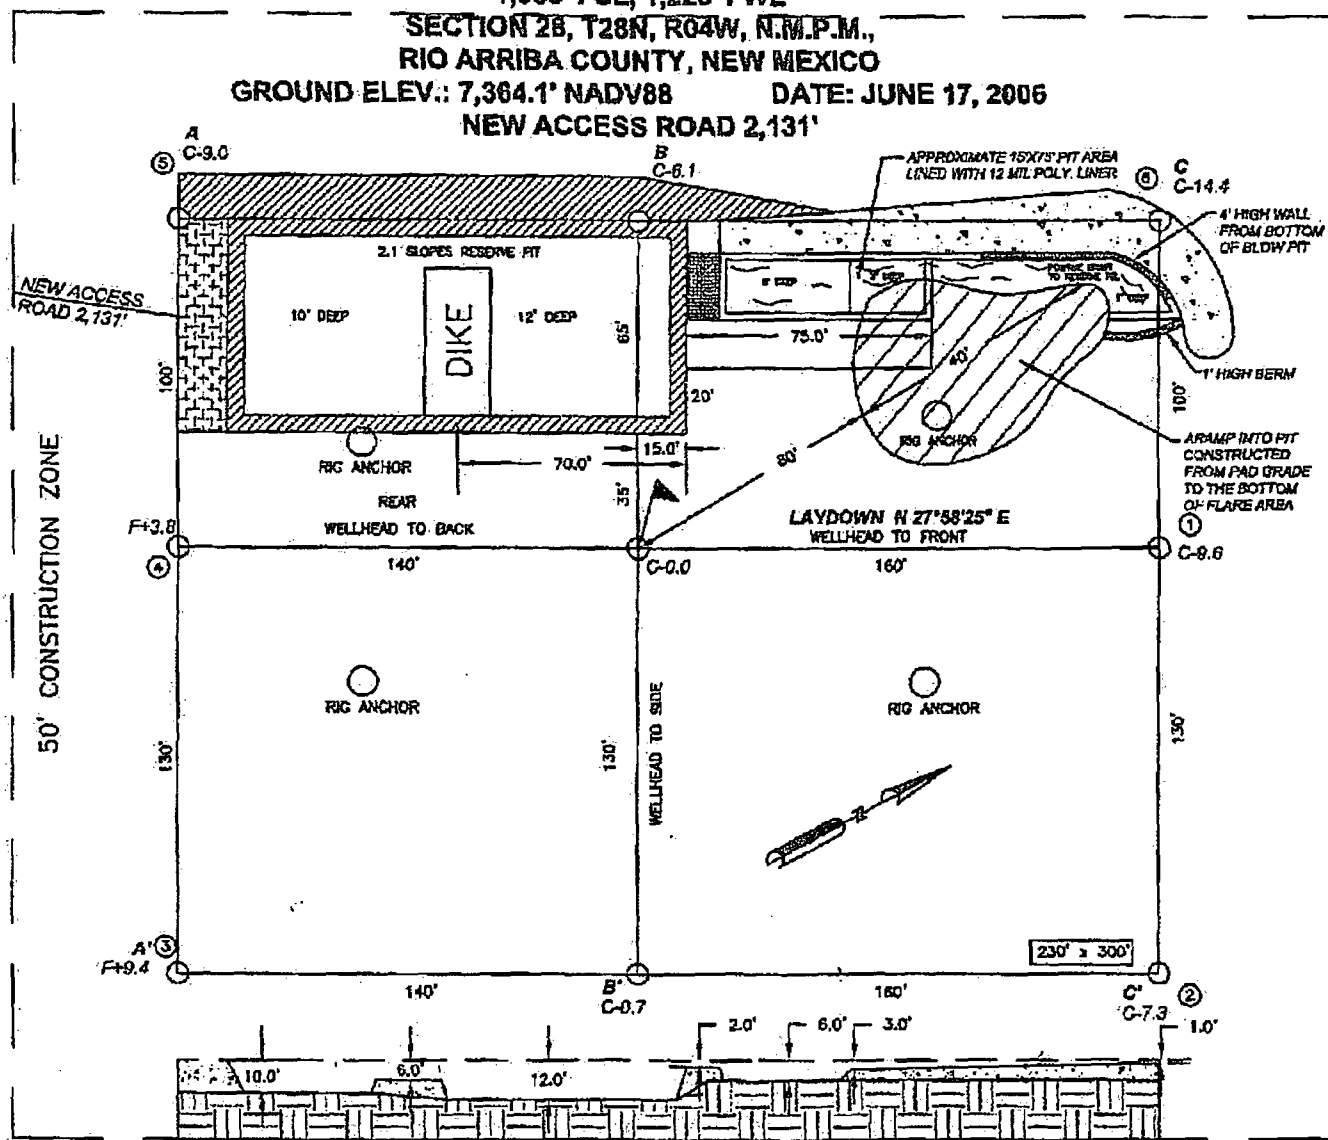 SECTION 28, T28N, R04W, N.M.P.M.,
RIO ARRIBA COUNTY, NEW MEXICO
GROUND ELEV.: 7,364.1' NADV88 DATE: JUNE 17, 2006
NEW ACCESS ROAD 2,131'
A
C-9.0
5
B
C-6.1
APPROXIMATE 15X75' PIT AREA
LINED WITH 12 MIL POLY. LINER
6
C
C-14.4
4' HIGH WALL
FROM BOTTOM
OF BLOW PIT
2.1' SLOPES RESERVE PIT
NEW ACCESS
ROAD 2,131'
10' DEEP
DIKE
12' DEEP
65'
75.0'
40'
1' HIGH BERM
100'
20'
100'
RIG ANCHOR
RIG ANCHOR
15.0'
70.0'
80'
35'
ARAMP INTO PIT
CONSTRUCTED
FROM PAD GRADE
TO THE BOTTOM
OF FLARE AREA
REAR
WELLHEAD TO BACK
LAYDOWN N 27°58'25" E
WELLHEAD TO FRONT
F+3.8
4
140'
C-0.0
160'
1
C-9.6
50' CONSTRUCTION ZONE
RIG ANCHOR
RIG ANCHOR
130'
130'
WELLHEAD TO SIDE
130'
N
A' 3
F+9.4
230' x 300'
140'
B'
C-0.7
160'
C'
C-7.3
2
2.0'
6.0'
3.0'
1.0'
10.0'
6.0'
12.0'